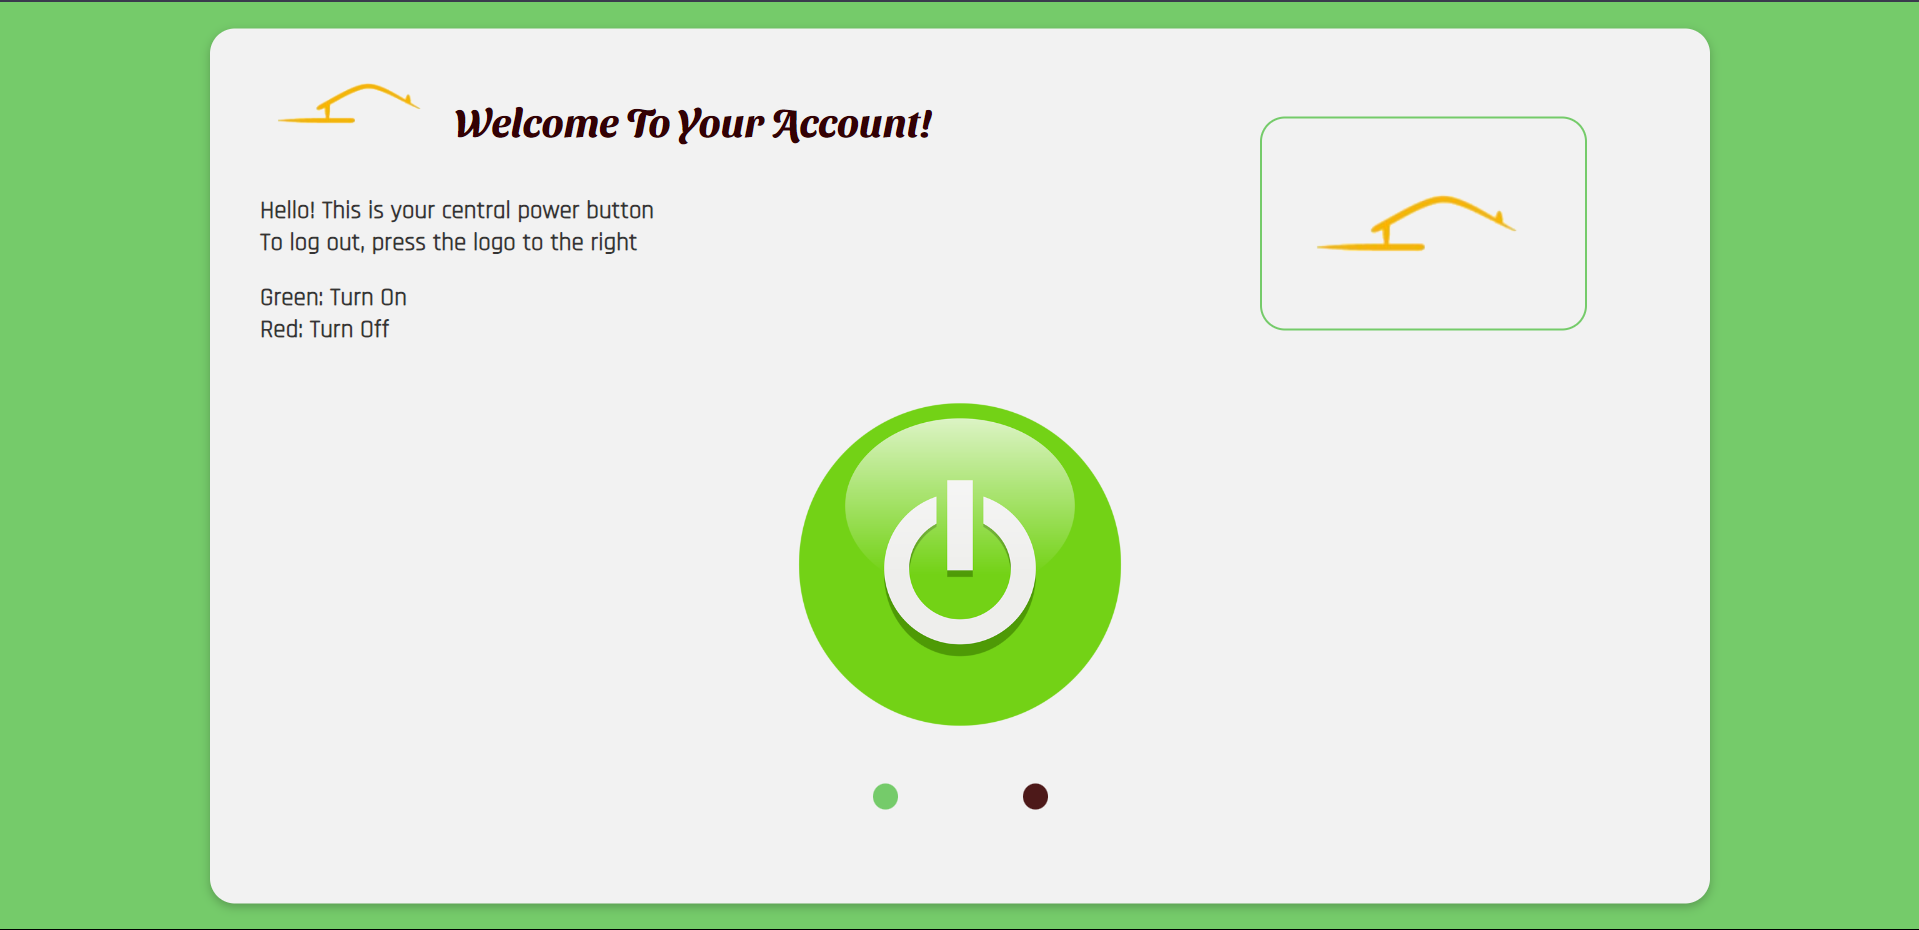 Welcome To Your Account!
Hello! This is your central power button
To log out, press the logo to the right
Green: Turn On
Red: Turn Off